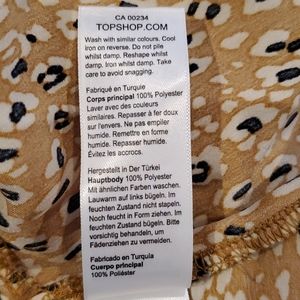 CA 00234
TOPSHOP.COM
Wash with similar colours. Cool
iron on reverse. Do not pile
whilst damp. Reshape whilst
damp. Iron whilst damp. Take
care to avoid snagging.
Fabriqué en Turquie
Corps principal 100% Polyester
Laver avec des couleurs
similaires. Repasser à fer doux
sur l'envers. Ne pas empiler
humide. Remettre en forme
humide. Repasser humide.
Évitez les accrocs.
Hergestellt in Der Türkei
Hauptbody 100% Polyester
Mit ähnlichen Farben waschen.
Lauwarm auf links bügeln. Im
feuchten Zustand nicht stapeln.
Noch feucht in Form ziehen. Im
feuchten Zustand bügeln. Bitte
vorsichtig behandeln, um
Fädenziehen zu vermeiden.
Fabricado en Turquía
Cuerpo principal 100%
Poliéster